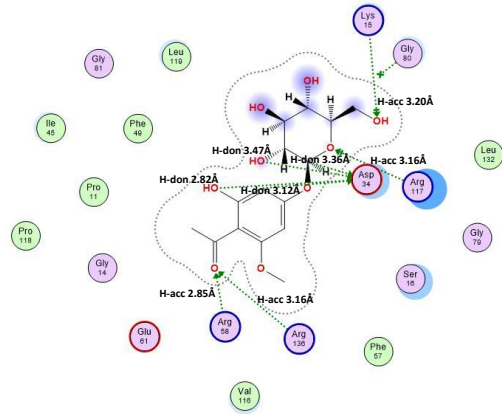 Lys
15
Gly
80
Leu
119
Gly
81
OH
HO
H
H
OH
H-acc 3.20Å
Ile
45
Phe
49
HO
H
H-don 3.47Å
H-don 3.36Å
O
H-acc 3.16Å
Leu
132
HO
H
H
Asp
34
Arg
117
Pro
11
H-don 2.82Å
OH
H-don 3.12Å
O
Pro
118
Gly
79
Gly
14
O
O
Ser
16
H-acc 2.85Å
H-acc 3.16Å
Glu
61
Arg
58
Arg
136
Phe
57
Val
116